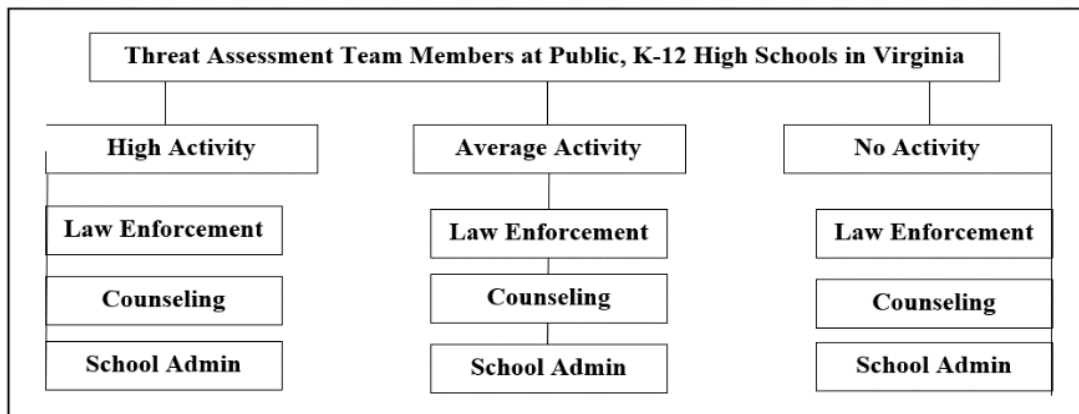 Threat Assessment Team Members at Public, K-12 High Schools in Virginia
High Activity
Average Activity
No Activity
Law Enforcement
Law Enforcement
Law Enforcement
Counseling
Counseling
Counseling
School Admin
School Admin
School Admin